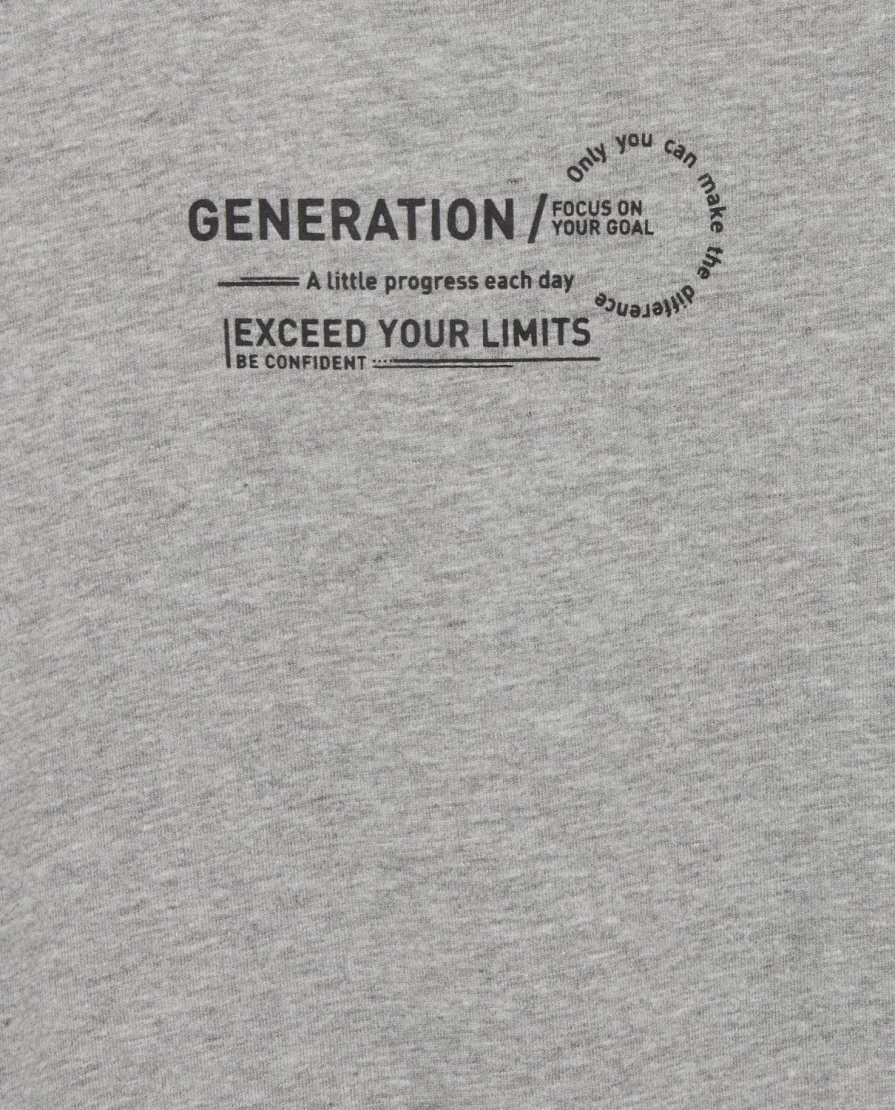 Only you can make the difference
GENERATION / FOCUS ON
YOUR GOAL
A little progress each day
EXCEED YOUR LIMITS
BE CONFIDENT